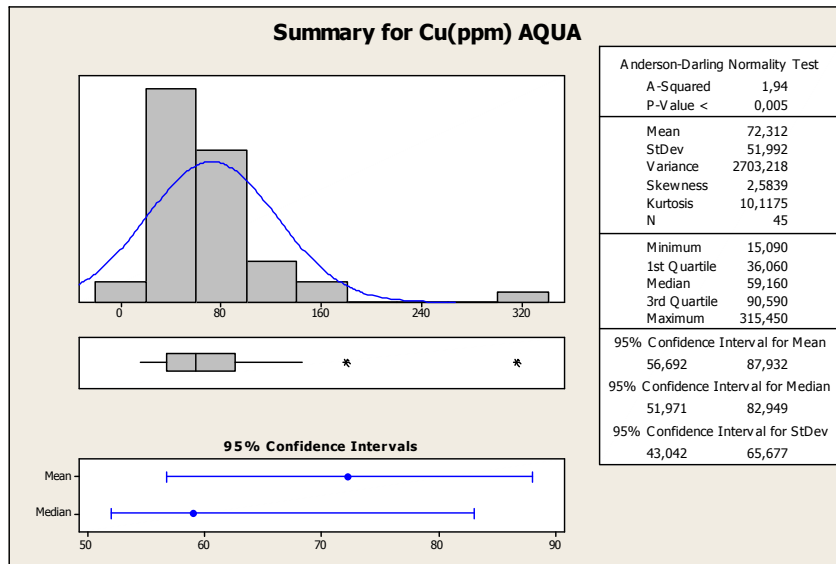 Summary for Cu(ppm) AQUA
0 80 160 240 320
95% Confidence Intervals
Mean
Median
50 60 70 80 90
Anderson-Darling Normality Test
A-Squared 1,94
P-Value < 0,005
Mean 72,312
StDev 51,992
Variance 2703,218
Skewness 2,5839
Kurtosis 10,1175
N 45
Minimum 15,090
1st Quartile 36,060
Median 59,160
3rd Quartile 90,590
Maximum 315,450
95% Confidence Interval for Mean
56,692 87,932
95% Confidence Interval for Median
51,971 82,949
95% Confidence Interval for StDev
43,042 65,677